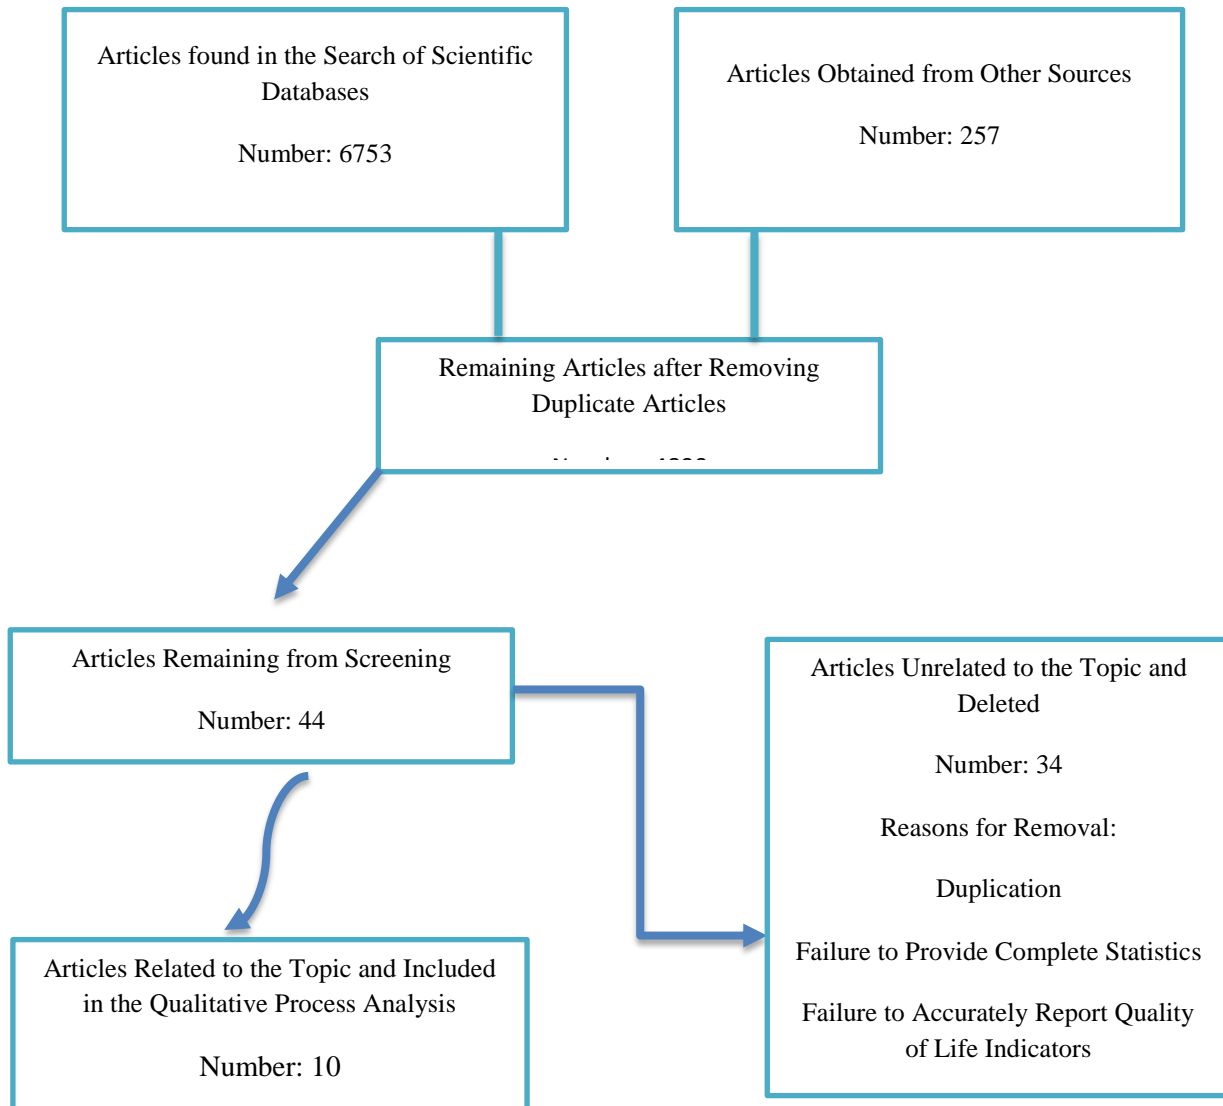 Articles found in the Search of Scientific
Databases
Number: 6753
Articles Obtained from Other Sources
Number: 257
Remaining Articles after Removing
Duplicate Articles
Articles Remaining from Screening
Number: 44
Articles Unrelated to the Topic and
Deleted
Number: 34
Reasons for Removal:
Duplication
Failure to Provide Complete Statistics
Failure to Accurately Report Quality
of Life Indicators
Articles Related to the Topic and Included
in the Qualitative Process Analysis
Number: 10